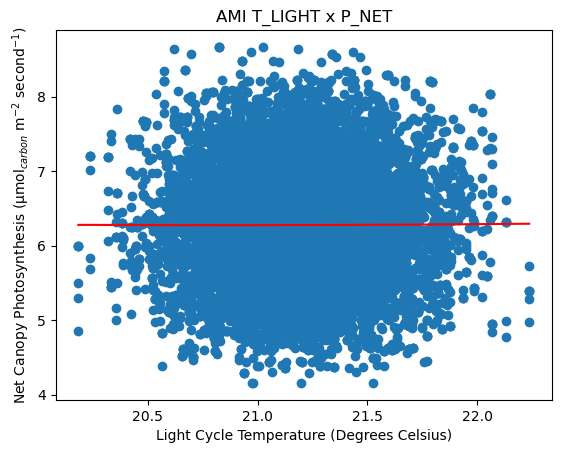 AMI T_LIGHT x P_NET
Net Canopy Photosynthesis (μmol_carbon m⁻² second⁻¹)
8
7
6
5
4
20.5 21.0 21.5 22.0
Light Cycle Temperature (Degrees Celsius)